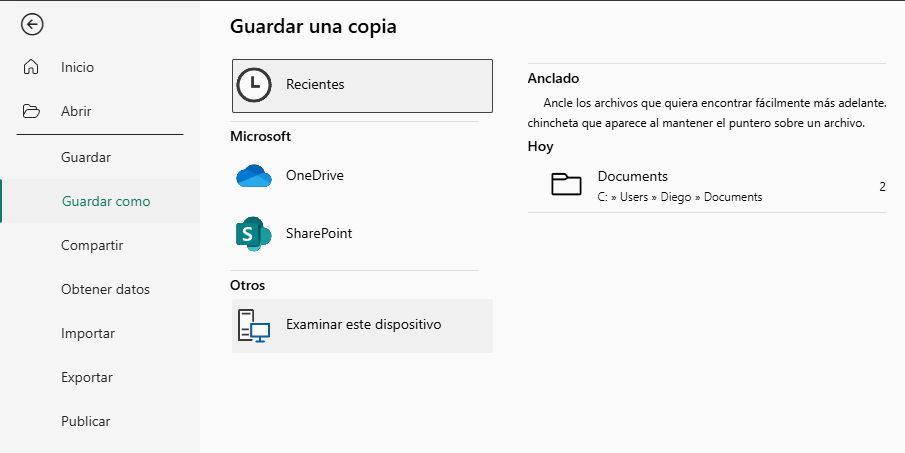 Guardar una copia
Inicio
Abrir
Guardar
Guardar como
Compartir
Obtener datos
Importar
Exportar
Publicar
Recientes
Microsoft
OneDrive
S
SharePoint
Otros
Examinar este dispositivo
Anclado
Ancle los archivos que quiera encontrar fácilmente más adelante.
chincheta que aparece al mantener el puntero sobre un archivo.
Hoy
Documents
C: » Users » Diego » Documents
2